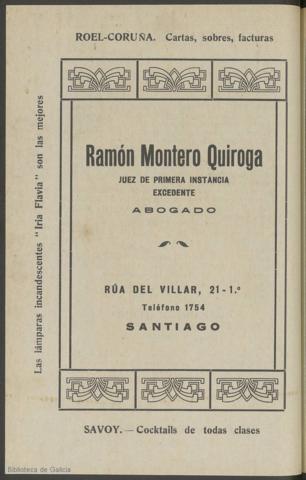 ROEL-CORUÑA. Cartas, sobres, facturas
Las lámparas incandescentes "Iria Flavia" son las mejores
Ramón Montero Quiroga
JUEZ DE PRIMERA INSTANCIA
EXCEDENTE
ABOGADO
RÚA DEL VILLAR, 21-1.º
Teléfono 1754
SANTIAGO
SAVOY. — Cocktails de todas clases
Biblioteca de Galicia